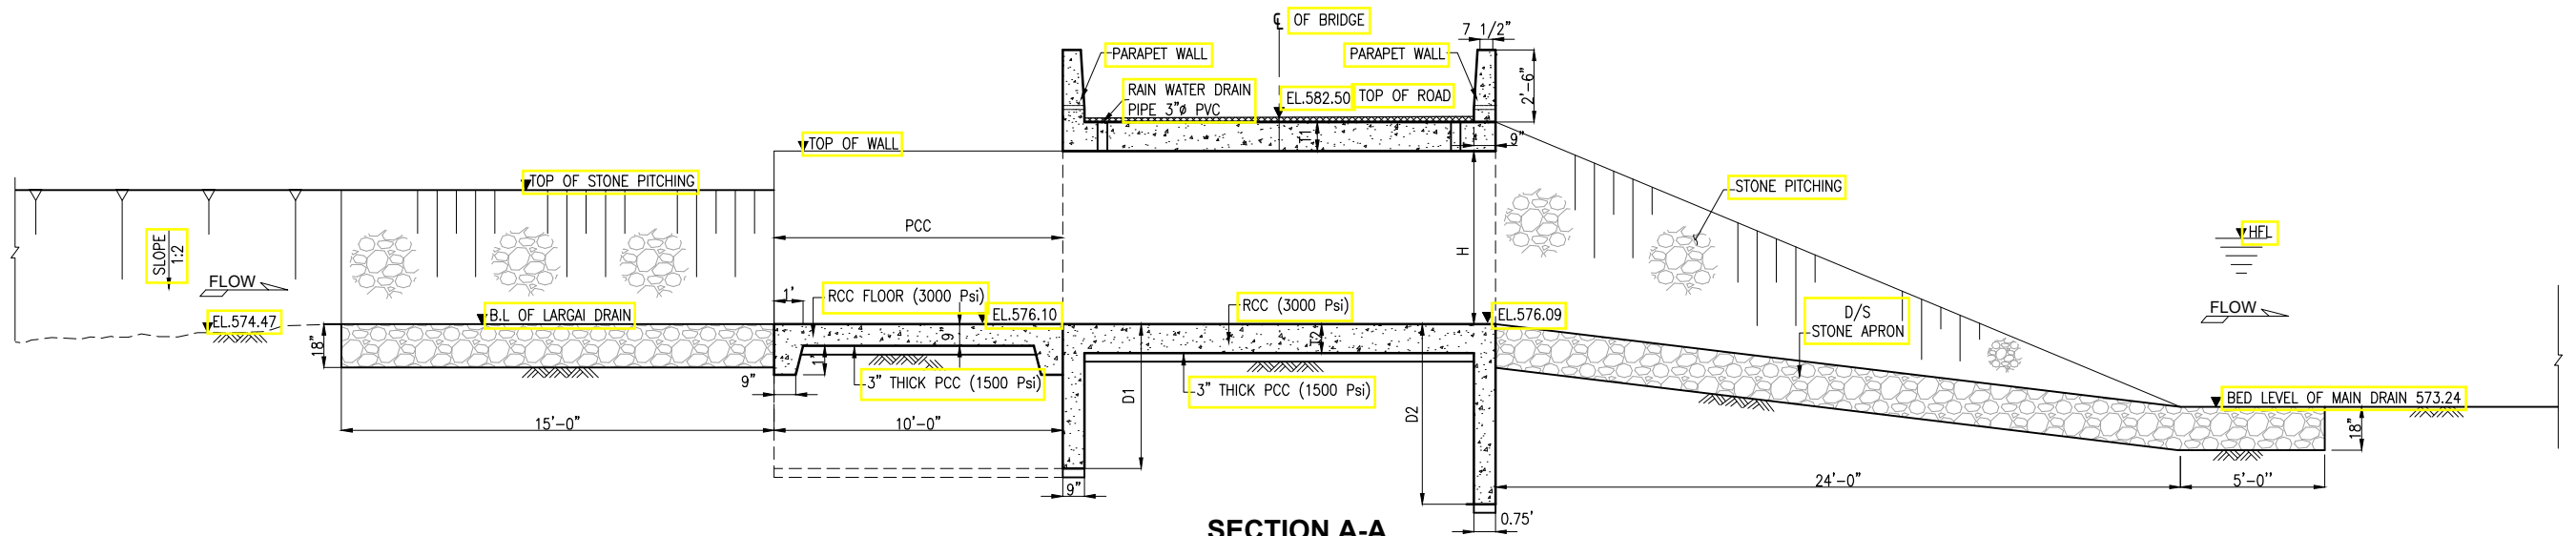 ℄ OF BRIDGE
7 1/2"
PARAPET WALL
PARAPET WALL
RAIN WATER DRAIN
PIPE 3"ø PVC
EL.582.50
TOP OF ROAD
2'-6"
TOP OF WALL
T1
9"
TOP OF STONE PITCHING
STONE PITCHING
PCC
SLOPE
1:2
H
HFL
FLOW
1'
RCC FLOOR (3000 Psi)
RCC (3000 Psi)
D/S
STONE APRON
FLOW
EL.574.47
B.L OF LARGAI DRAIN
EL.576.10
EL.576.09
18"
9"
T2
1'
9"
3" THICK PCC (1500 Psi)
3" THICK PCC (1500 Psi)
D1
D2
BED LEVEL OF MAIN DRAIN 573.24
18"
15'-0"
10'-0"
9"
24'-0"
5'-0"
0.75'
SECTION A-A